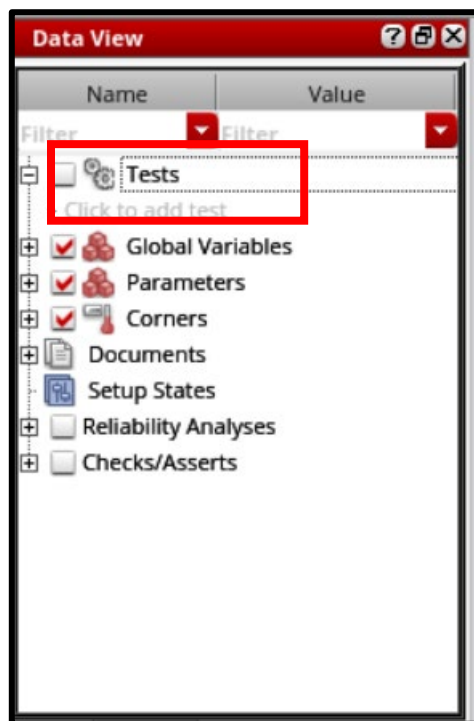 Data View
Name Value
Filter Filter
Tests
Click to add test
Global Variables
Parameters
Corners
Documents
Setup States
Reliability Analyses
Checks/Asserts